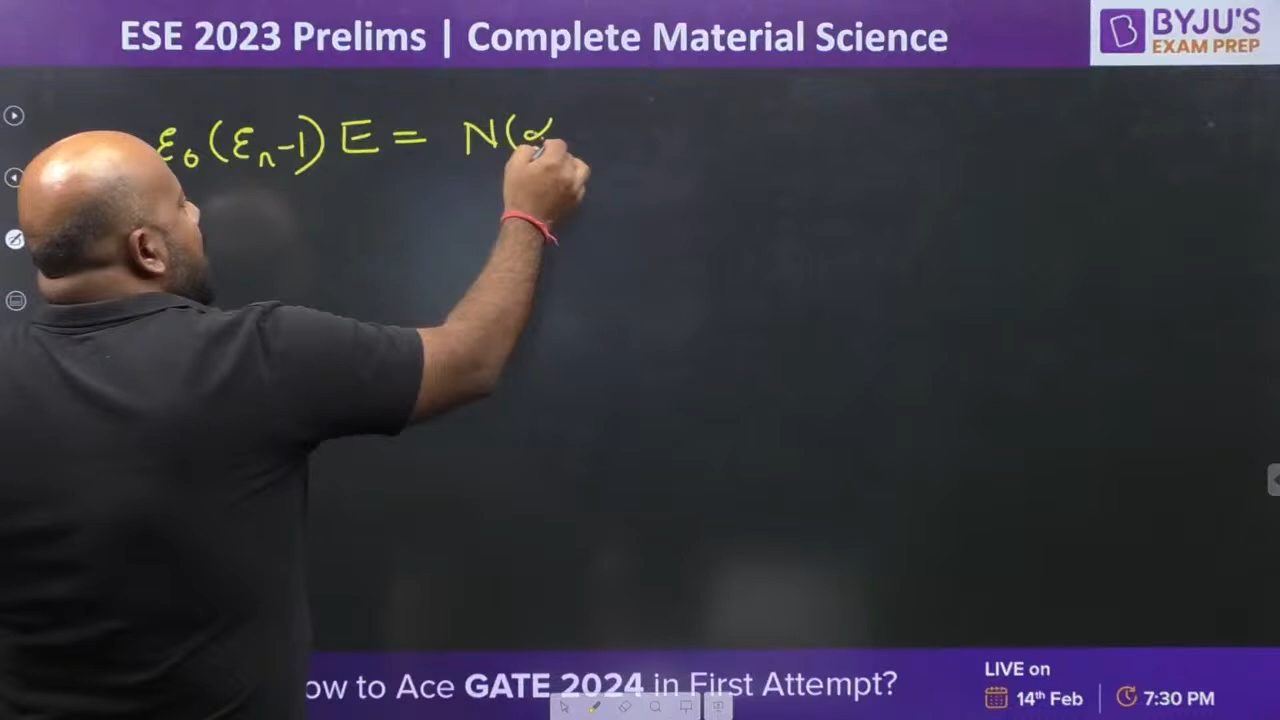 ESE 2023 Prelims | Complete Material Science
BYJU'S
EXAM PREP
ε₀(εₙ-1) E = N(α
ow to Ace GATE 2024 in First Attempt?
LIVE on
14th Feb | 7:30 PM